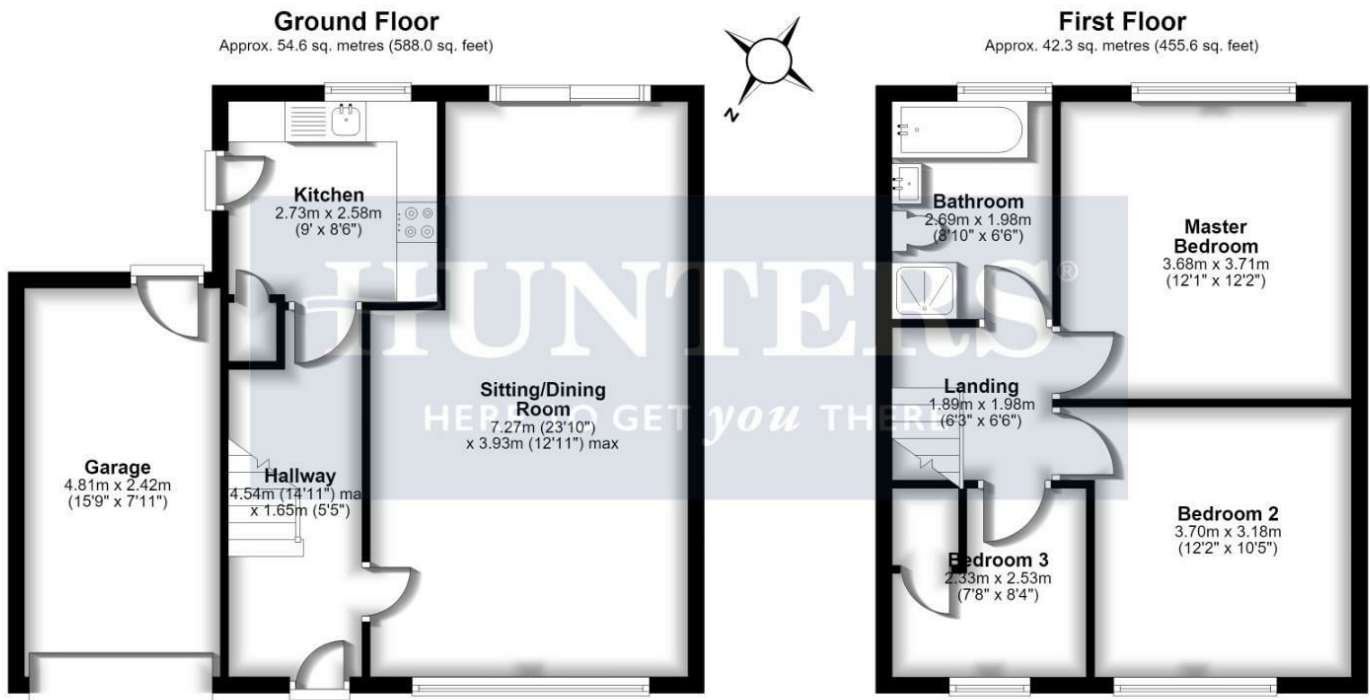 Ground Floor
Approx. 54.6 sq. metres (588.0 sq. feet)
Kitchen
2.73m x 2.58m
(9' x 8'6")
Sitting/Dining
Room
7.27m (23'10")
x 3.93m (12'11") max
Garage
4.81m x 2.42m
(15'9" x 7'11")
Hallway
4.54m (14'11") ma
x 1.65m (5'5")
N
First Floor
Approx. 42.3 sq. metres (455.6 sq. feet)
Bathroom
2.69m x 1.98m
(8'10" x 6'6")
Master
Bedroom
3.68m x 3.71m
(12'1" x 12'2")
Landing
1.89m x 1.98m
(6'3" x 6'6")
Bedroom 2
3.70m x 3.18m
(12'2" x 10'5")
Bedroom 3
2.33m x 2.53m
(7'8" x 8'4")
HUNTERS®
HERE TO GET you THERE